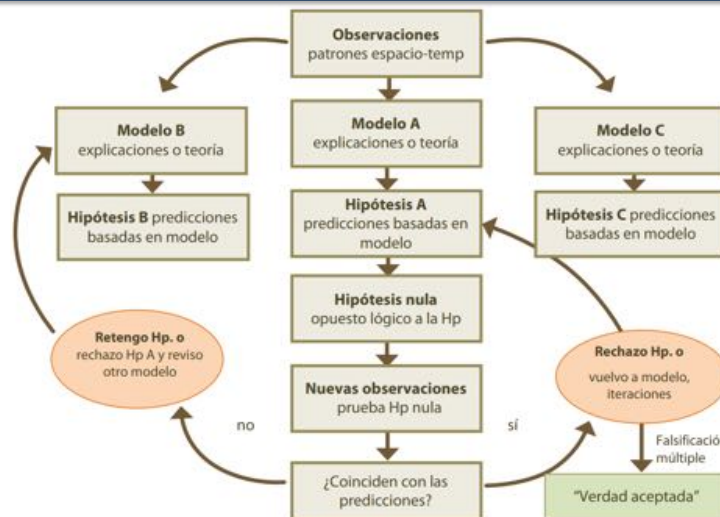 Observaciones
patrones espacio-temp
Modelo B
explicaciones o teoría
Modelo A
explicaciones o teoría
Modelo C
explicaciones o teoría
Hipótesis B predicciones
basadas en modelo
Hipótesis A
predicciones basadas en
modelo
Hipótesis C predicciones
basadas en modelo
Hipótesis nula
opuesto lógico a la Hp
Retengo Hp. o
rechazo Hp A y reviso
otro modelo
Nuevas observaciones
prueba Hp nula
Rechazo Hp. o
vuelvo a modelo,
iteraciones
no
sí
¿Coinciden con las
predicciones?
Falsificació
múltiple
"Verdad aceptada"